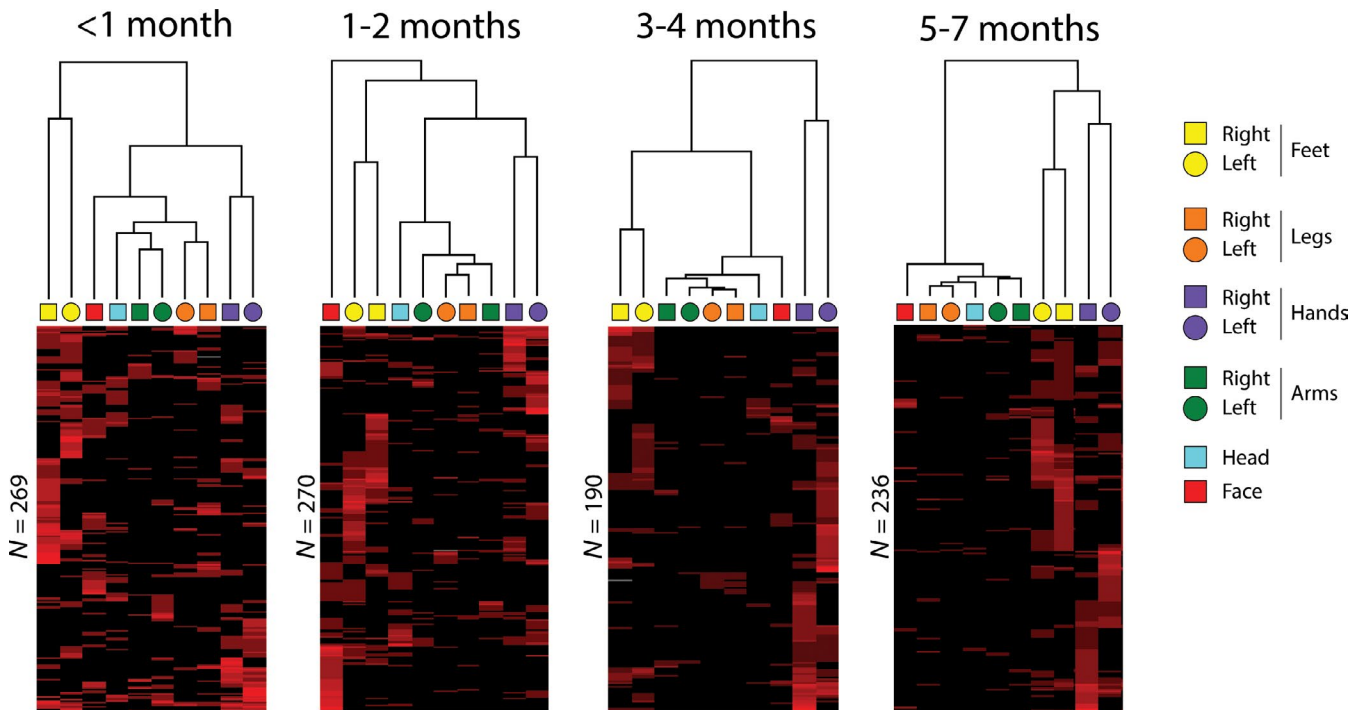 <1 month
1-2 months
3-4 months
5-7 months
N = 269
N = 270
N = 190
N = 236
Right
Left
Feet
Right
Left
Legs
Right
Left
Hands
Right
Left
Arms
Head
Face